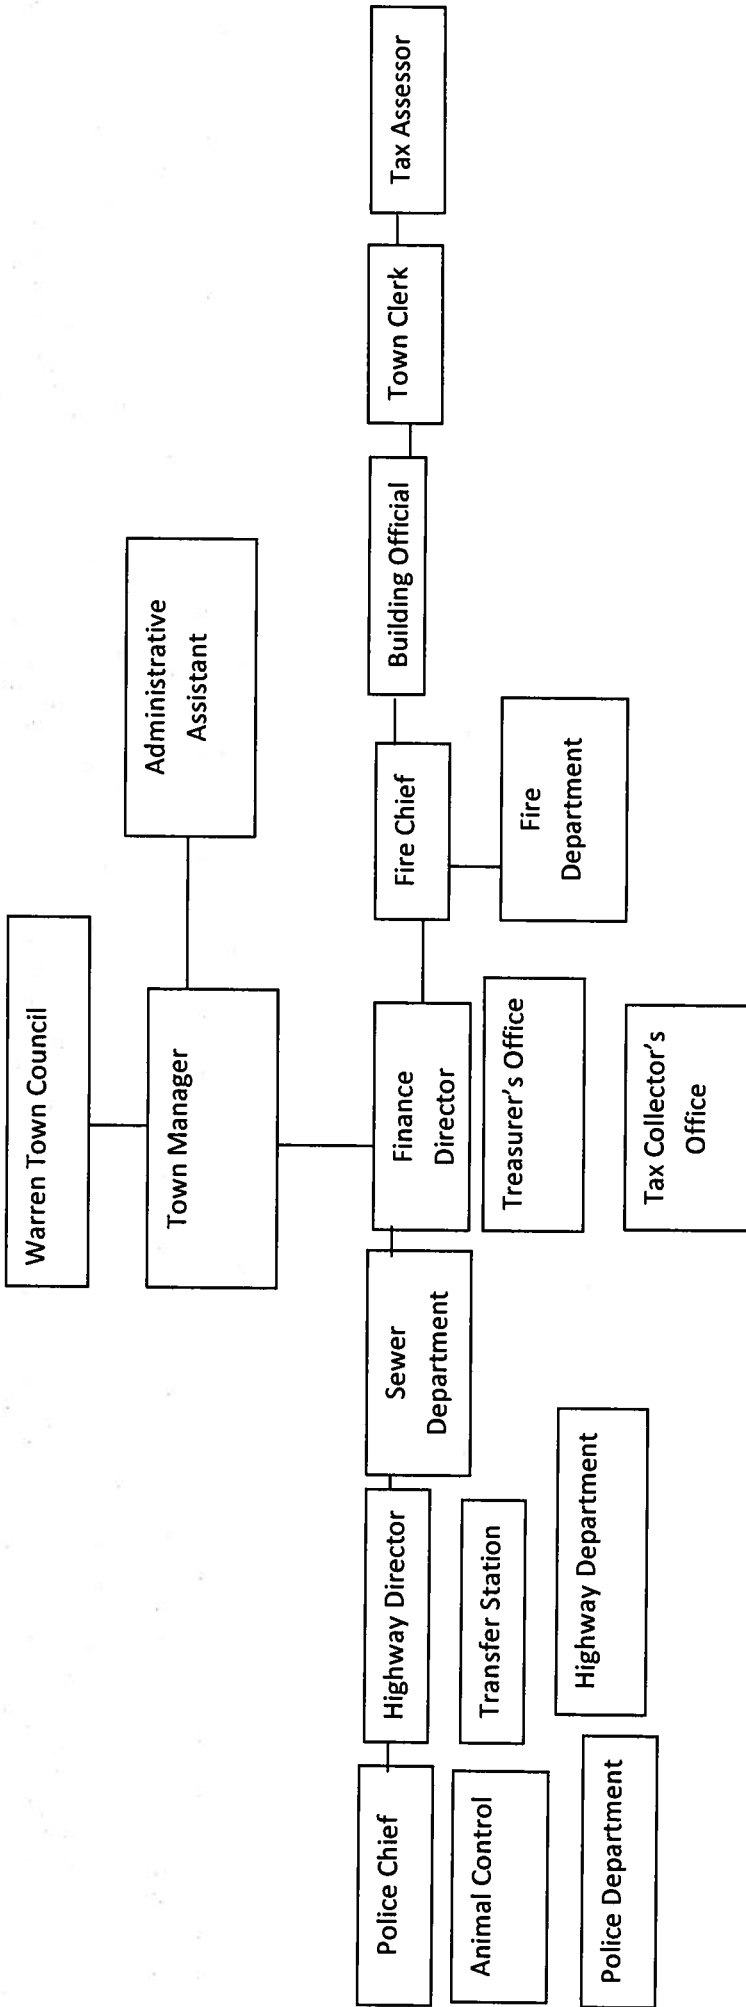 Warren Town Council
Town Manager
Administrative
Assistant
Police Chief
Highway Director
Sewer
Department
Finance
Director
Fire Chief
Building Official
Town Clerk
Tax Assessor
Animal Control
Transfer Station
Treasurer's Office
Fire
Department
Police Department
Highway Department
Tax Collector's
Office